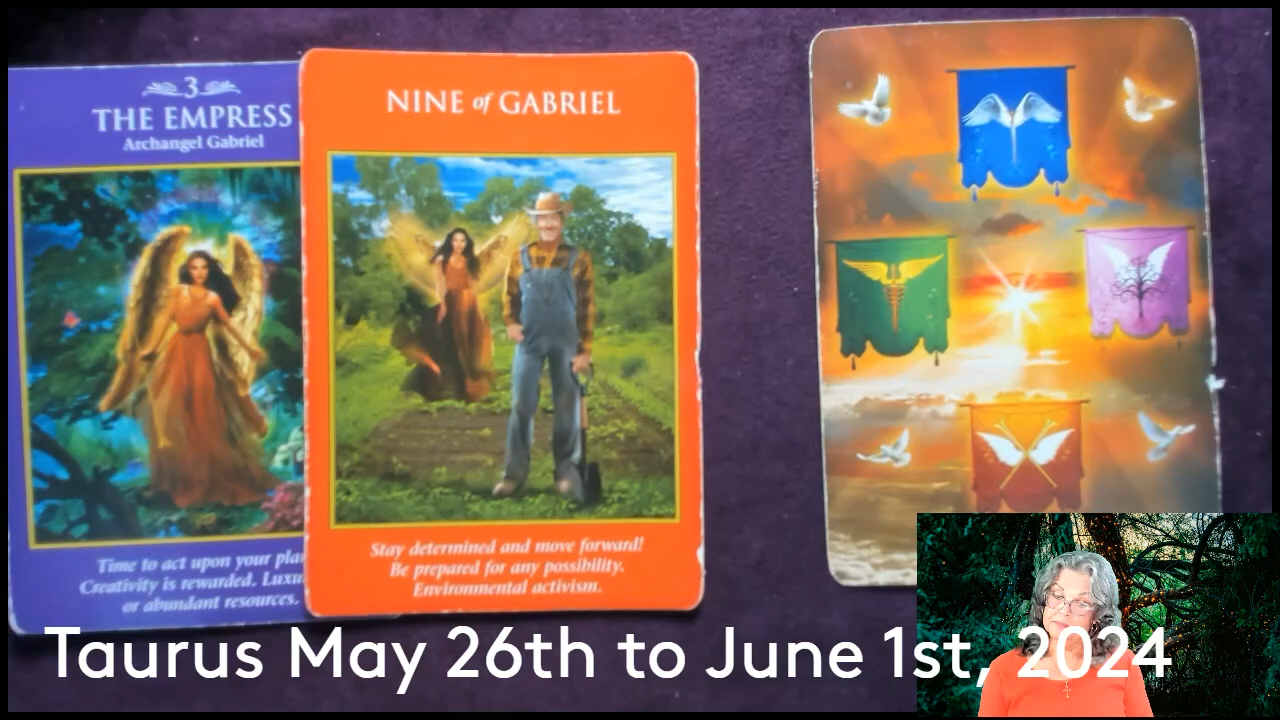 3
THE EMPRESS
Archangel Gabriel
Time to act upon your
Creativity is rewarded.
or abundant resources.
NINE of GABRIEL
Stay determined and move forward!
Be prepared for any possibility.
Environmental activism.
Taurus May 26th to June 1st, 2024